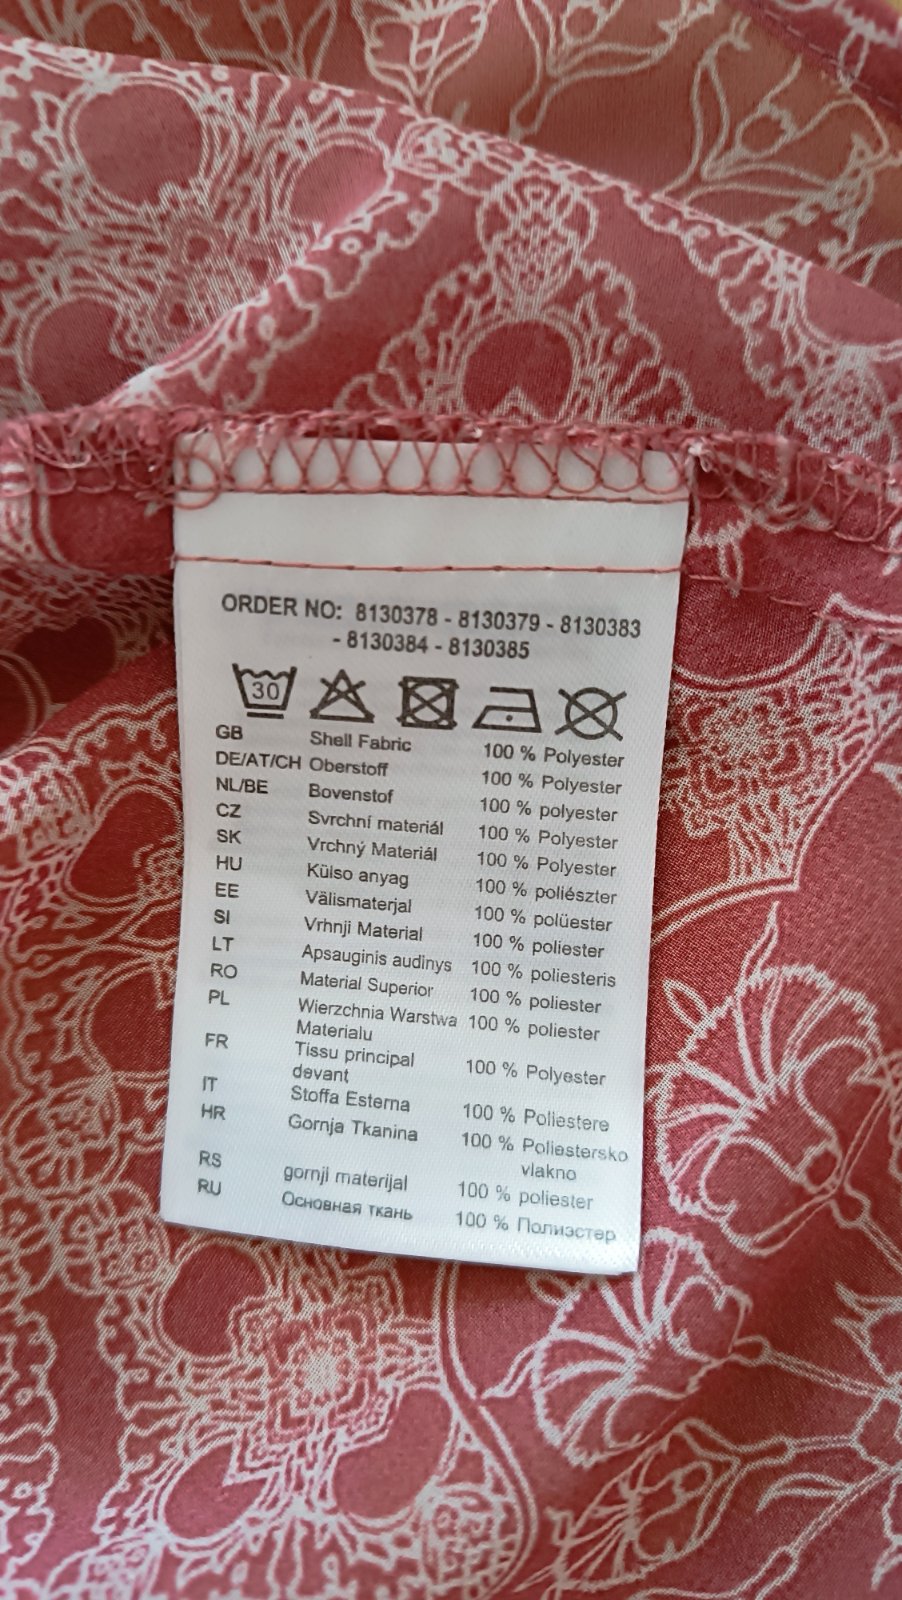 ORDER NO: 8130378 - 8130379 - 8130383
- 8130384 - 8130385
30
GB Shell Fabric 100 % Polyester
DE/AT/CH Oberstoff 100 % Polyester
NL/BE Bovenstof 100 % polyester
CZ Svrchní materiál 100 % Polyester
SK Vrchný Materiál 100 % Polyester
HU Külso anyag 100 % poliészter
EE Välismaterjal 100 % polüester
SI Vrhnji Material 100 % poliester
LT Apsauginis audinys 100 % poliesteris
RO Material Superior 100 % poliester
PL Wierzchnia Warstwa 100 % poliester
Materialu
FR Tissu principal 100 % Polyester
devant
IT Stoffa Esterna 100 % Poliestere
HR Gornja Tkanina 100 % Poliestersko
vlakno
RS gornji materijal 100 % poliester
RU Основная ткань 100 % Полиэстер